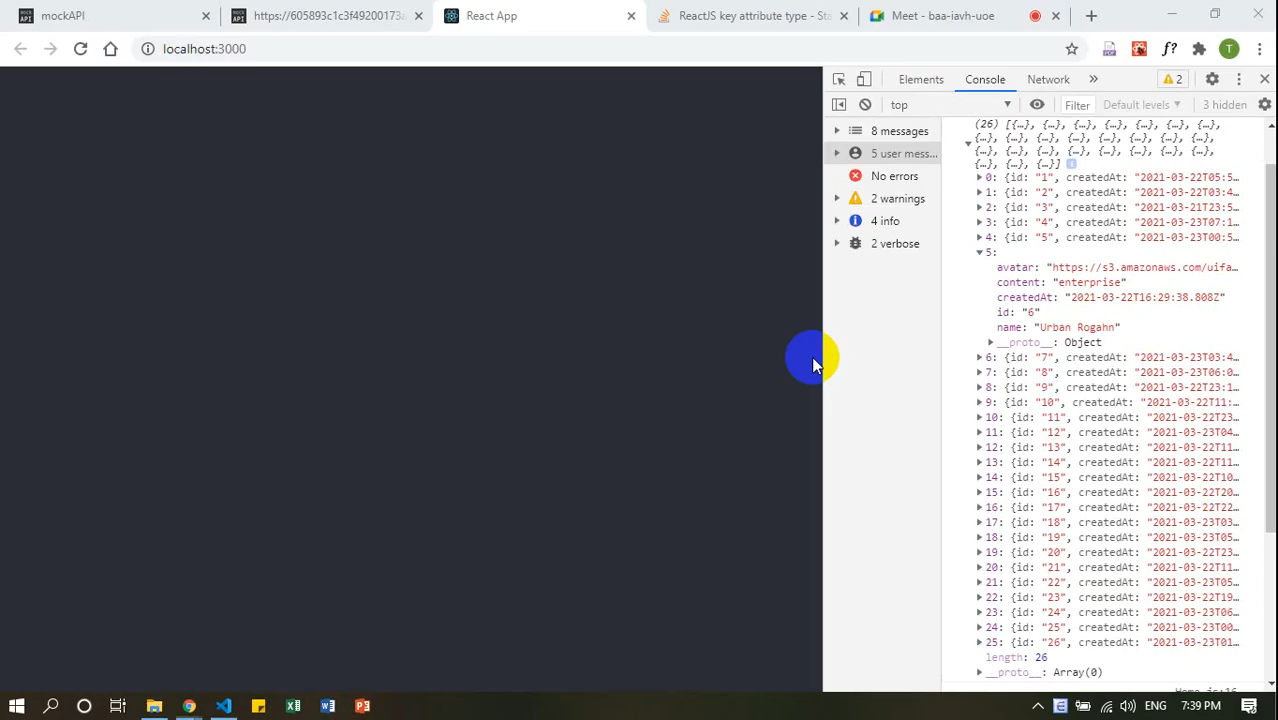 mockAPI
https://605893c1c3f49200173a
React App
ReactJS key attribute type - Sta
Meet - baa-iavh-uoe
localhost:3000
f?
T
Elements
Console
Network
2
top
Filter
Default levels
3 hidden
8 messages
5 user mess...
No errors
2 warnings
4 info
2 verbose
(26) [{…}, {…}, {…}, {…}, {…}, {…}, {…},
{…}, {…}, {…}, {…}, {…}, {…}, {…},
{…}, {…}, {…}, {…}, {…}, {…}, {…},
{…}, {…}, {…}]
0: {id: "1", createdAt: "2021-03-22T05:5…
1: {id: "2", createdAt: "2021-03-22T03:4…
2: {id: "3", createdAt: "2021-03-21T23:5…
3: {id: "4", createdAt: "2021-03-23T07:1…
4: {id: "5", createdAt: "2021-03-23T00:5…
5:
avatar: "https://s3.amazonaws.com/uifa…
content: "enterprise"
createdAt: "2021-03-22T16:29:38.808Z"
id: "6"
name: "Urban Rogahn"
__proto__: Object
6: {id: "7", createdAt: "2021-03-23T03:4…
7: {id: "8", createdAt: "2021-03-23T06:0…
8: {id: "9", createdAt: "2021-03-22T23:1…
9: {id: "10", createdAt: "2021-03-22T11:…
10: {id: "11", createdAt: "2021-03-22T23…
11: {id: "12", createdAt: "2021-03-23T04…
12: {id: "13", createdAt: "2021-03-22T11…
13: {id: "14", createdAt: "2021-03-22T11…
14: {id: "15", createdAt: "2021-03-22T10…
15: {id: "16", createdAt: "2021-03-22T20…
16: {id: "17", createdAt: "2021-03-22T22…
17: {id: "18", createdAt: "2021-03-23T03…
18: {id: "19", createdAt: "2021-03-23T05…
19: {id: "20", createdAt: "2021-03-22T23…
20: {id: "21", createdAt: "2021-03-22T11…
21: {id: "22", createdAt: "2021-03-23T05…
22: {id: "23", createdAt: "2021-03-22T19…
23: {id: "24", createdAt: "2021-03-23T06…
24: {id: "25", createdAt: "2021-03-23T00…
25: {id: "26", createdAt: "2021-03-23T01…
length: 26
__proto__: Array(0)
Home.js:16
ENG
7:39 PM